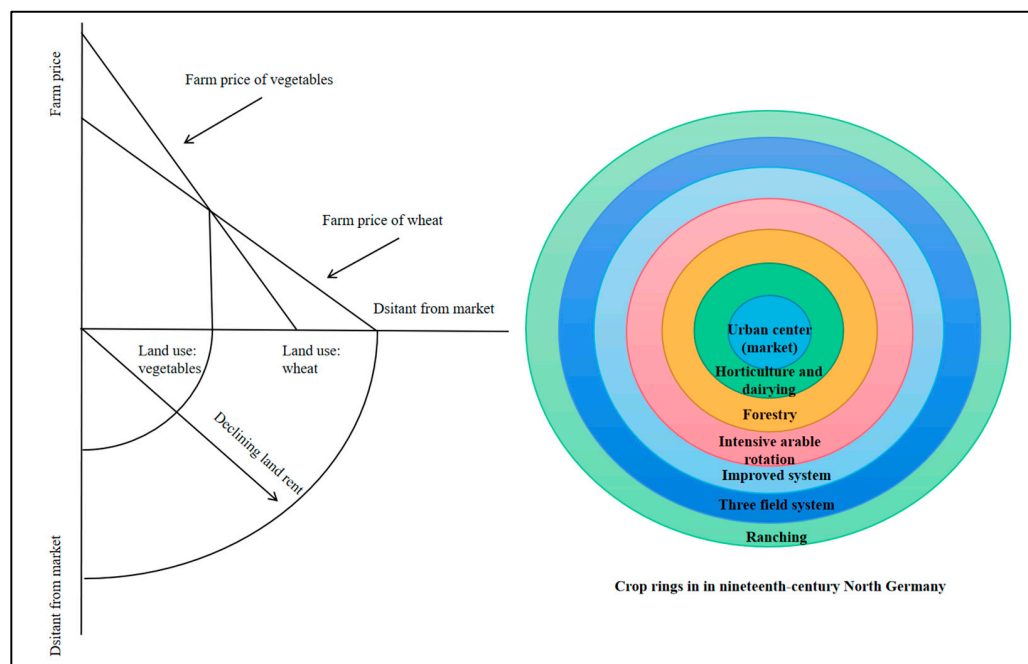 Farm price
Farm price of vegetables
Farm price of wheat
Dsitant from market
Land use:
vegetables
Land use:
wheat
Declining land rent
Dsitant from market
Urban center
(market)
Horticulture and
dairying
Forestry
Intensive arable
rotation
Improved system
Three field system
Ranching
Crop rings in in nineteenth-century North Germany